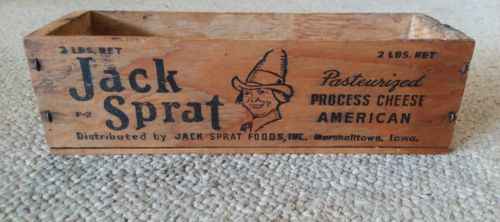 2 LBS. NET 2 LBS. NET
Jack
Sprat
P-2
Pasteurized
PROCESS CHEESE
AMERICAN
Distributed by JACK SPRAT FOODS, INC. Marshalltown, Iowa.